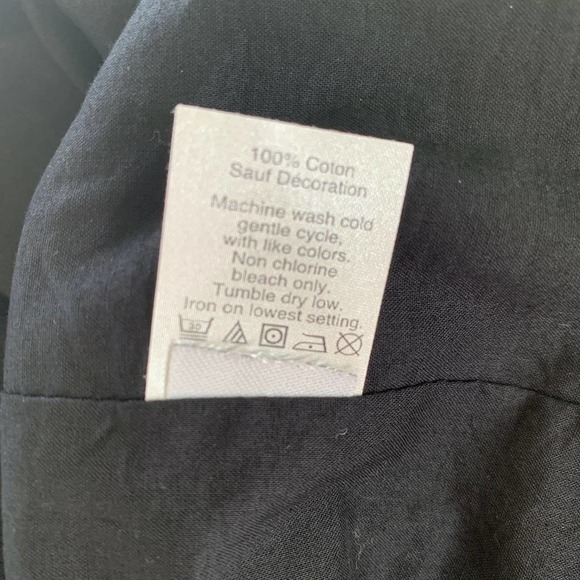 100% Coton
Sauf Décoration
Machine wash cold
gentle cycle,
with like colors.
Non chlorine
bleach only.
Tumble dry low.
Iron on lowest setting.
30